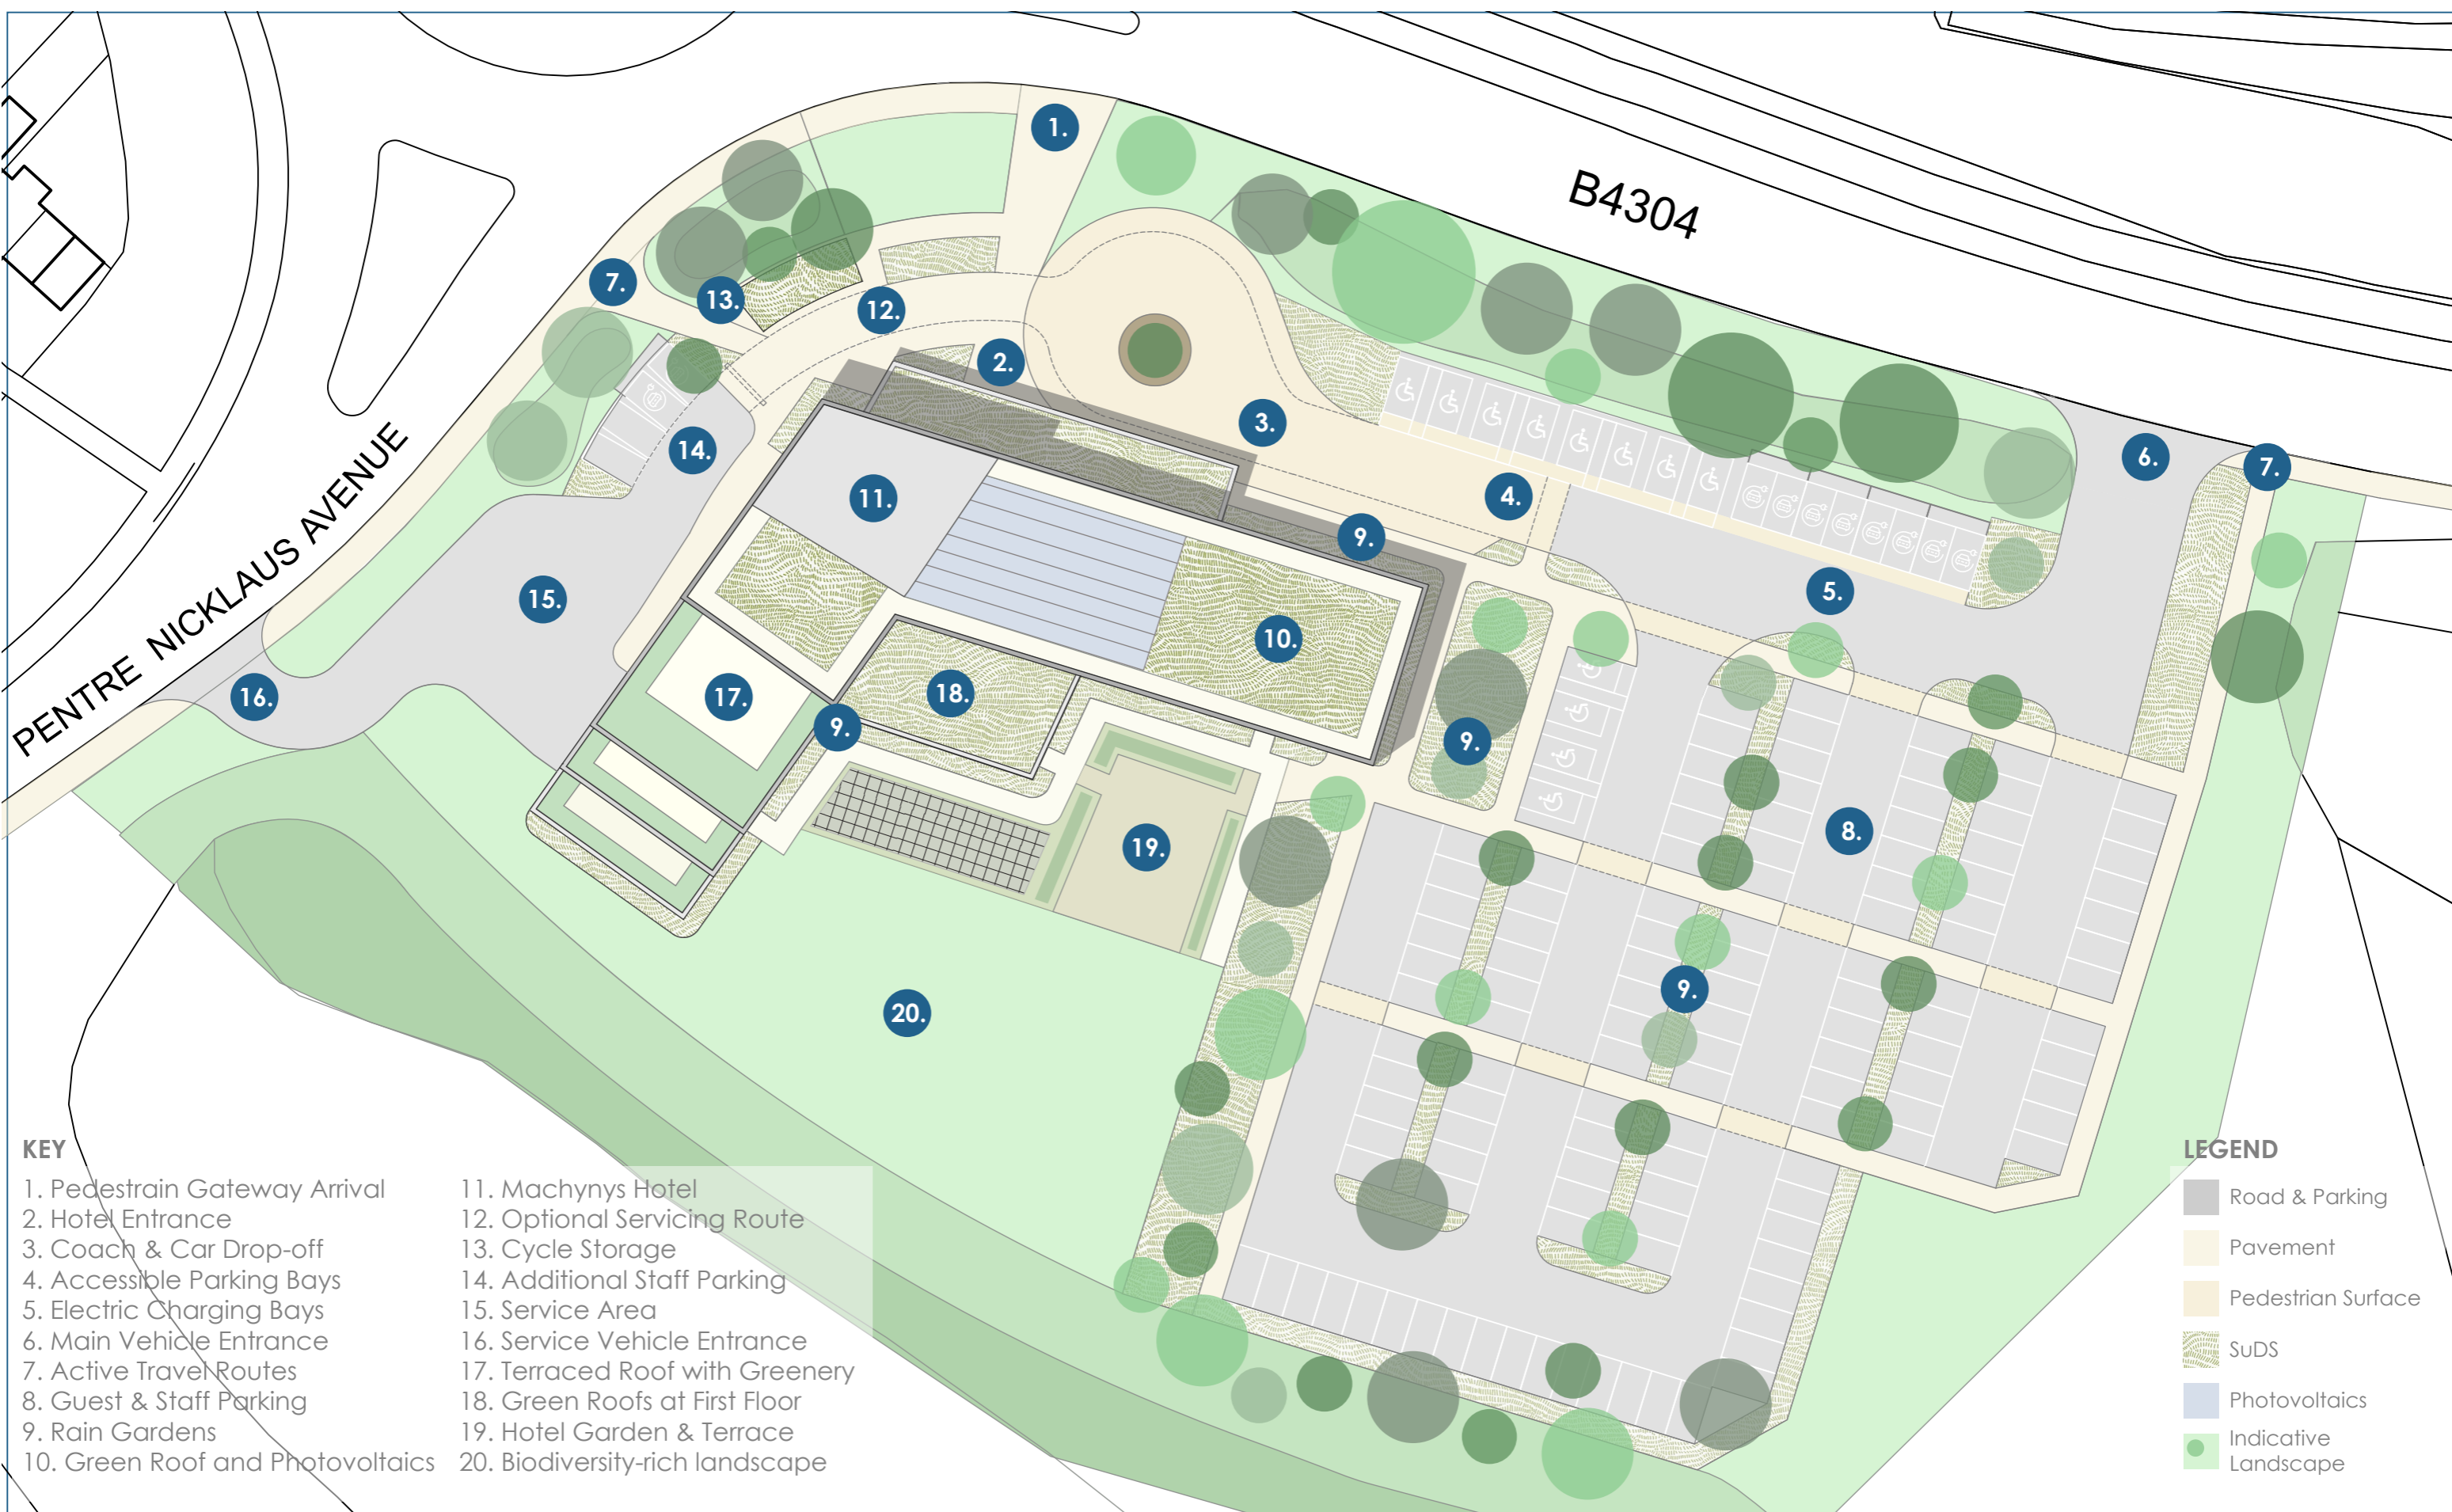 B4304
PENTRE NICKLAUS AVENUE
1.
7.
13.
12.
2.
3.
14.
11.
4.
9.
6.
7.
15.
5.
10.
16.
17.
18.
9.
9.
8.
19.
9.
20.
KEY
1. Pedestrain Gateway Arrival
2. Hotel Entrance
3. Coach & Car Drop-off
4. Accessible Parking Bays
5. Electric Charging Bays
6. Main Vehicle Entrance
7. Active Travel Routes
8. Guest & Staff Parking
9. Rain Gardens
10. Green Roof and Photovoltaics
11. Machynys Hotel
12. Optional Servicing Route
13. Cycle Storage
14. Additional Staff Parking
15. Service Area
16. Service Vehicle Entrance
17. Terraced Roof with Greenery
18. Green Roofs at First Floor
19. Hotel Garden & Terrace
20. Biodiversity-rich landscape
LEGEND
Road & Parking
Pavement
Pedestrian Surface
SuDS
Photovoltaics
Indicative
Landscape